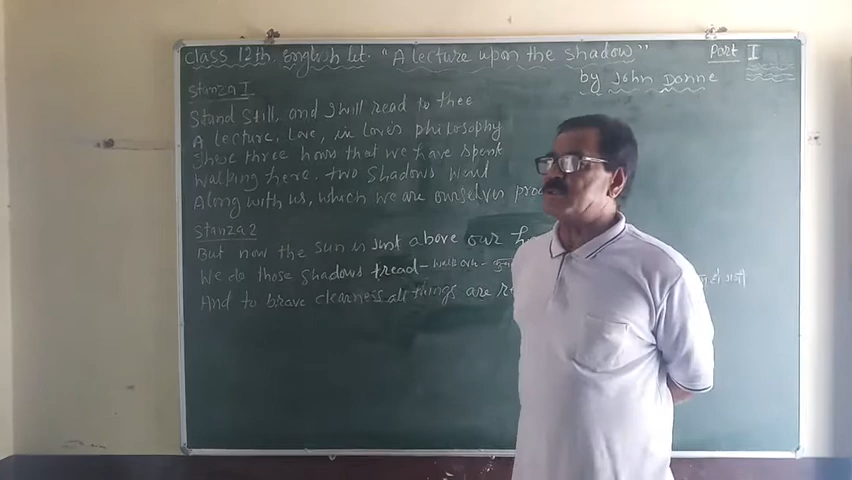 Class 12th English Lit. "A Lecture upon the Shadow" Part I
by John Donne
Stanza I
Stand still, and I will read to thee
A lecture, Love, in love's philosophy
These three hours that we have spent
Walking here, two Shadows went
Along with us, which we are ourselves
Stanza 2
But now the sun is just above our
We do those Shadows tread - walk on -
And to brave clearness all things are